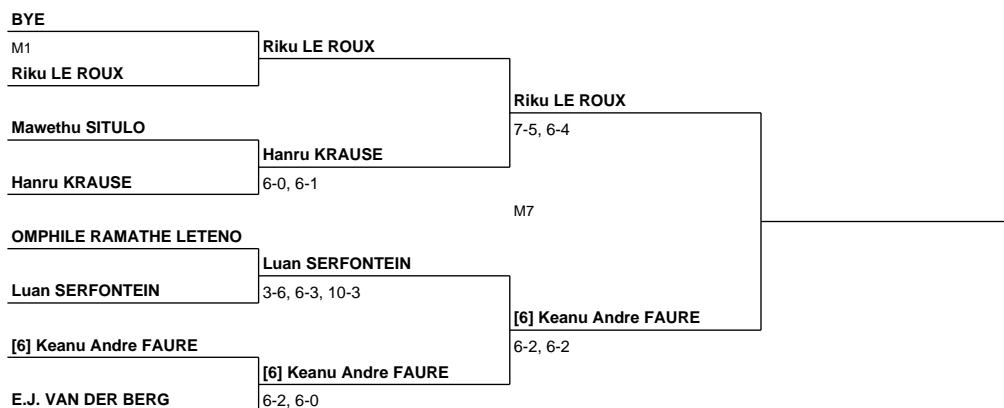 BYE
M1
Riku LE ROUX
Riku LE ROUX
Riku LE ROUX
7-5, 6-4
Mawethu SITULO
Hanru KRAUSE
Hanru KRAUSE
6-0, 6-1
M7
OMPHILE RAMATHE LETENO
Luan SERFONTEIN
Luan SERFONTEIN
3-6, 6-3, 10-3
[6] Keanu Andre FAURE
6-2, 6-2
[6] Keanu Andre FAURE
[6] Keanu Andre FAURE
E.J. VAN DER BERG
6-2, 6-0